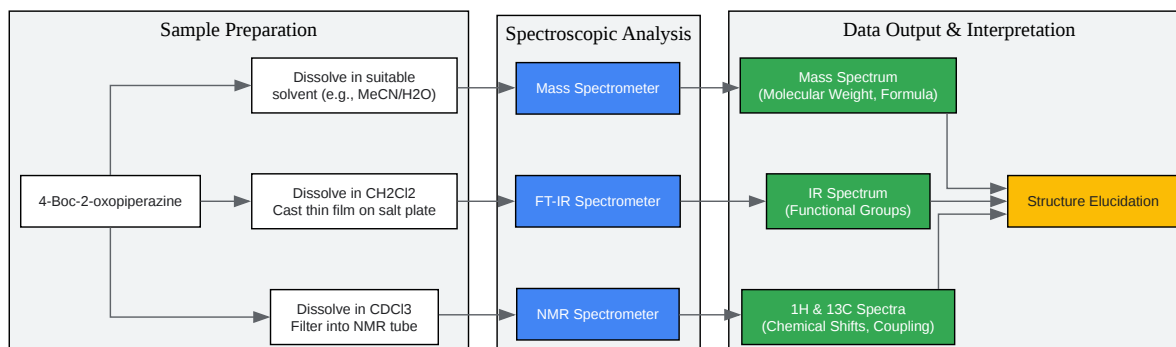 Sample Preparation
Spectroscopic Analysis
Data Output & Interpretation
Dissolve in suitable
solvent (e.g., MeCN/H2O)
Mass Spectrometer
Mass Spectrum
(Molecular Weight, Formula)
4-Boc-2-oxopiperazine
Dissolve in CH2Cl2
Cast thin film on salt plate
FT-IR Spectrometer
IR Spectrum
(Functional Groups)
Structure Elucidation
Dissolve in CDCl3
Filter into NMR tube
NMR Spectrometer
1H & 13C Spectra
(Chemical Shifts, Coupling)